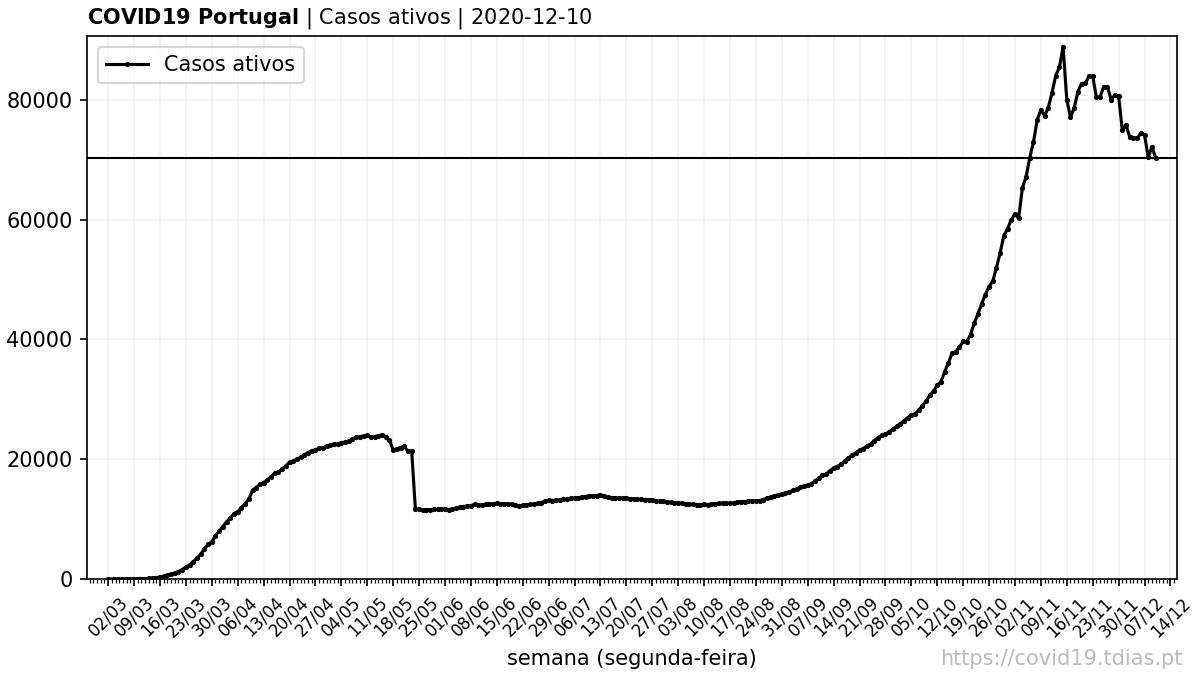 COVID19 Portugal | Casos ativos | 2020-12-10
Casos ativos
80000
60000
40000
20000
0
02/03 09/03 16/03 23/03 30/03 06/04 13/04 20/04 27/04 04/05 11/05 18/05 25/05 01/06 08/06 15/06 22/06 29/06 06/07 13/07 20/07 27/07 03/08 10/08 17/08 24/08 31/08 07/09 14/09 21/09 28/09 05/10 12/10 19/10 26/10 02/11 09/11 16/11 23/11 30/11 07/12 14/12
semana (segunda-feira)
https://covid19.tdias.pt